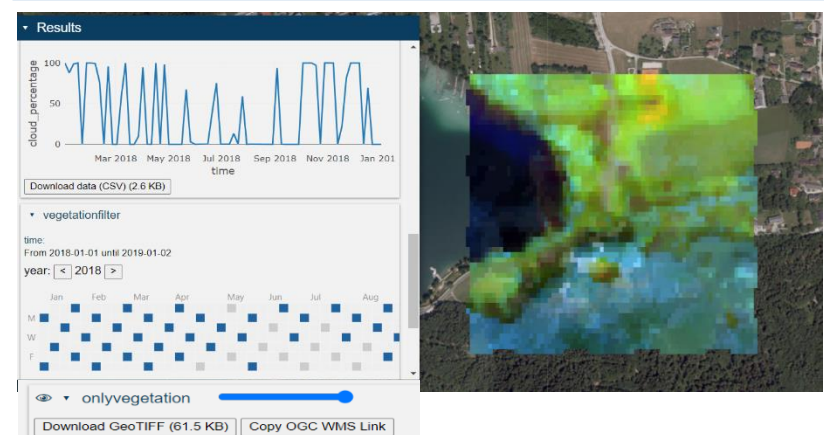 Results
cloud_percentage
100
50
0
Mar 2018 May 2018 Jul 2018 Sep 2018 Nov 2018 Jan 201
time
Download data (CSV) (2.6 KB)
vegetationfilter
time:
From 2018-01-01 until 2019-01-02
year: < 2018 >
Jan Feb Mar Apr May Jun Jul Aug
M
W
F
onlyvegetation
Download GeoTIFF (61.5 KB) Copy OGC WMS Link